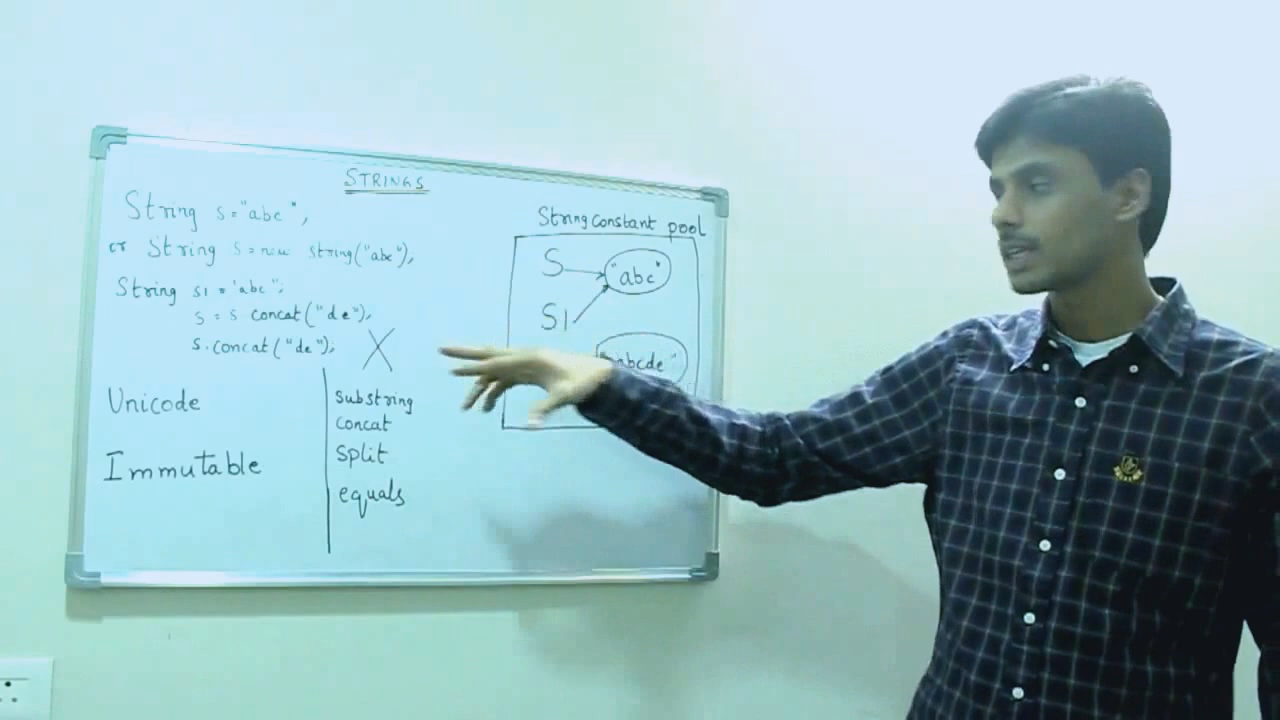 STRINGS
String s = "abc",
or String s = new string("abc"),
String s1 = "abc";
s = s concat("de"),
s.concat("de");
X
Unicode
Immutable
substring
concat
split
equals
String constant pool
S
"abc"
S1
"abcde"